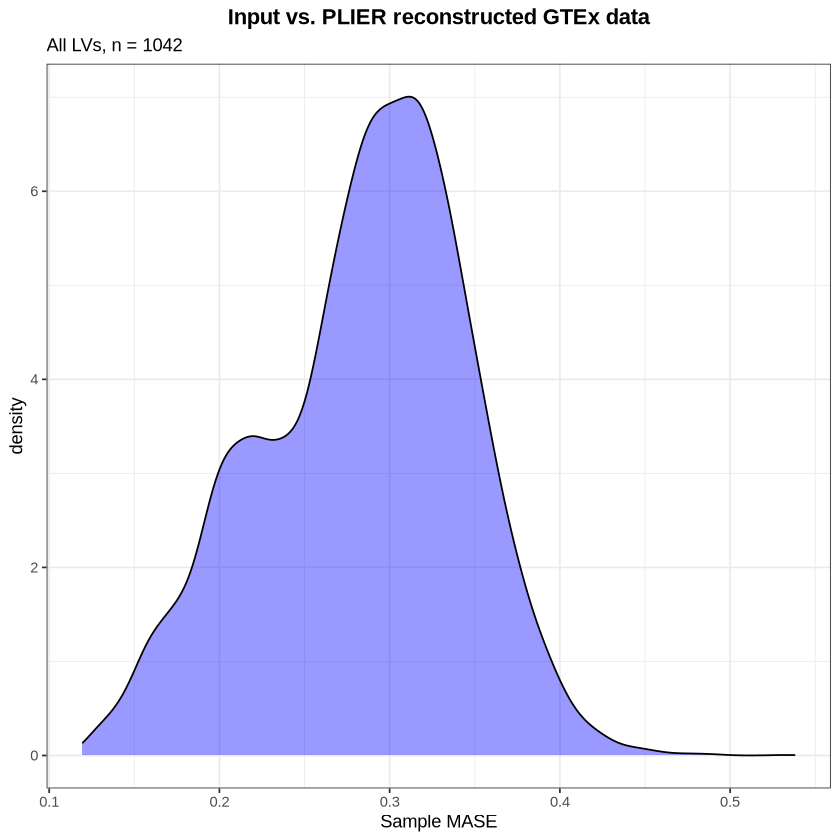 Input vs. PLIER reconstructed GTEx data
All LVs, n = 1042
density
6
4
2
0
0.1 0.2 0.3 0.4 0.5
Sample MASE